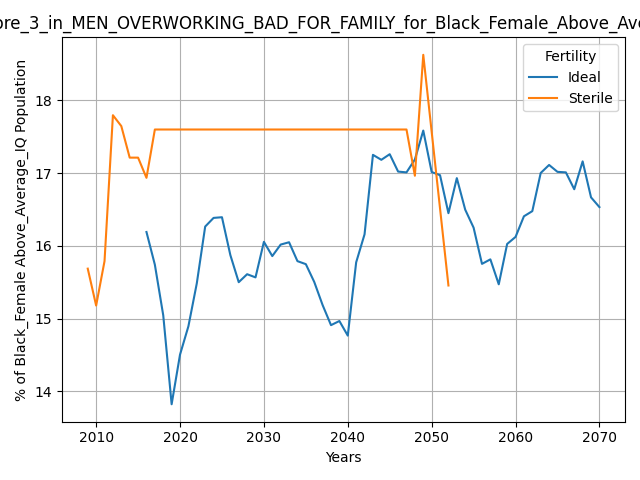 ore_3_in_MEN_OVERWORKING_BAD_FOR_FAMILY_for_Black_Female_Above_Ave
Fertility
Ideal
Sterile
% of Black_Female Above_Average_IQ Population
18
17
16
15
14
2010 2020 2030 2040 2050 2060 2070
Years